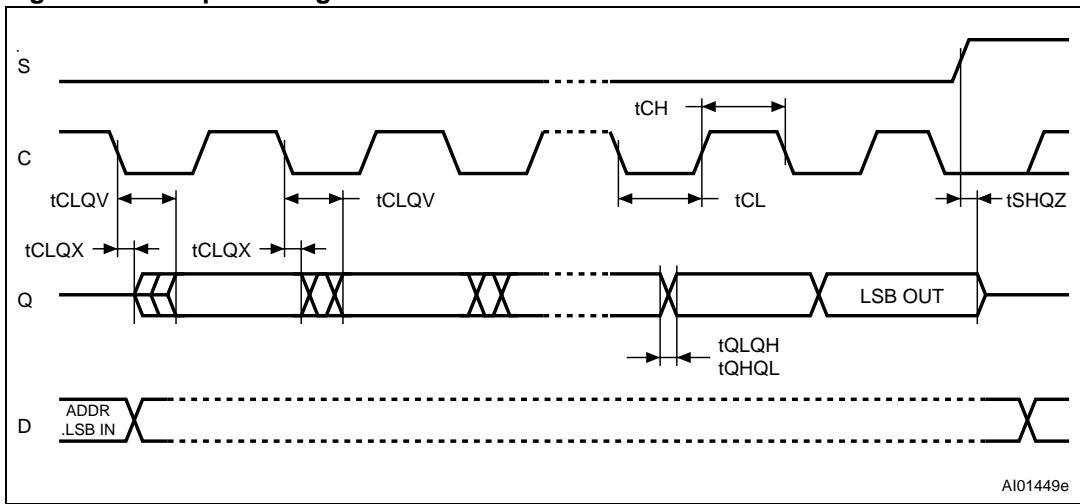 S
tCH
C
tCLQV
tCLQV
tCL
tSHQZ
tCLQX
tCLQX
Q
LSB OUT
tQLQH
tQHQL
ADDR
.LSB IN
D
AI01449e